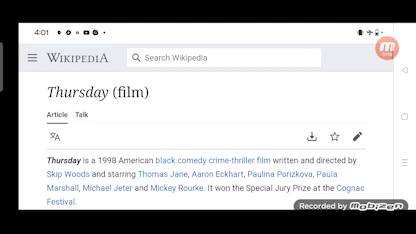 4:01
WIKIPEDIA
Search Wikipedia
Thursday (film)
Article Talk
Thursday is a 1998 American black comedy crime-thriller film written and directed by
Skip Woods and starring Thomas Jane, Aaron Eckhart, Paulina Porizkova, Paula
Marshall, Michael Jeter and Mickey Rourke. It won the Special Jury Prize at the Cognac
Festival.
Recorded by Mobizen